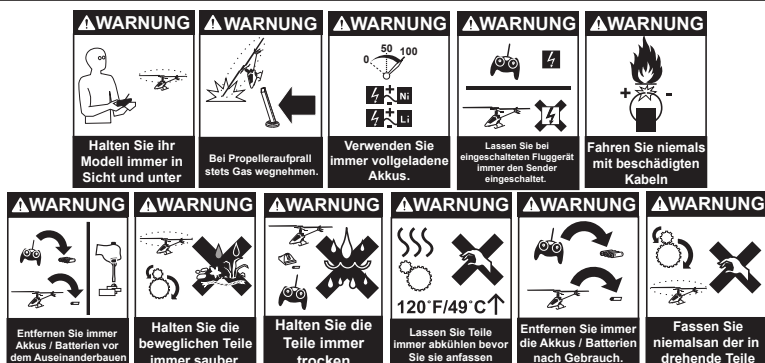 WARNUNG
Halten Sie ihr
Modell immer in
Sicht und unter
WARNUNG
Bei Propelleraufprall
stets Gas wegnehmen.
WARNUNG
0 50 100
Ni
Li
Verwenden Sie
immer vollgeladene
Akkus.
WARNUNG
Lassen Sie bei
eingeschalteten Fluggerät
immer den Sender
eingeschaltet.
WARNUNG
+ -
Fahren Sie niemals
mit beschädigten
Kabeln
WARNUNG
Entfernen Sie immer
Akkus / Batterien vor
dem Auseinanderbauen
WARNUNG
Halten Sie die
beweglichen Teile
immer sauber
WARNUNG
Halten Sie die
Teile immer
trocken
WARNUNG
120°F/49°C
Lassen Sie Teile
immer abkühlen bevor
Sie sie anfassen
WARNUNG
Entfernen Sie immer
die Akkus / Batterien
nach Gebrauch.
WARNUNG
Fassen Sie
niemalsan der in
drehende Teile